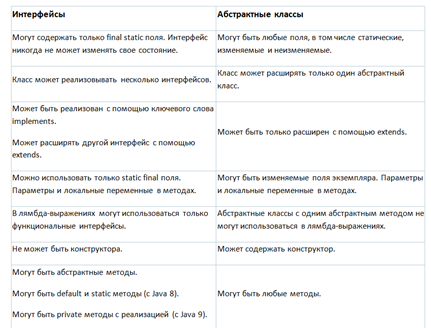 Интерфейсы
Абстрактные классы
Могут содержать только final static поля. Интерфейс
никогда не может изменять свое состояние.
Могут быть любые поля, в том числе статические,
изменяемые и неизменяемые.
Класс может реализовывать несколько интерфейсов.
Класс может расширять только один абстрактный
класс.
Может быть реализован с помощью ключевого слова
implements.
Может расширять другой интерфейс с помощью
extends.
Может быть только расширен с помощью extends.
Можно использовать только static final поля.
Параметры и локальные переменные в методах.
Могут быть изменяемые поля экземпляра. Параметры
и локальные переменные в методах.
В лямбда-выражениях могут использоваться только
функциональные интерфейсы.
Абстрактные классы с одним абстрактным методом не
могут использоваться в лямбда-выражениях.
Не может быть конструктора.
Может содержать конструктор.
Могут быть абстрактные методы.
Могут быть default и static методы (с Java 8).
Могут быть private методы с реализацией (с Java 9).
Могут быть любые методы.